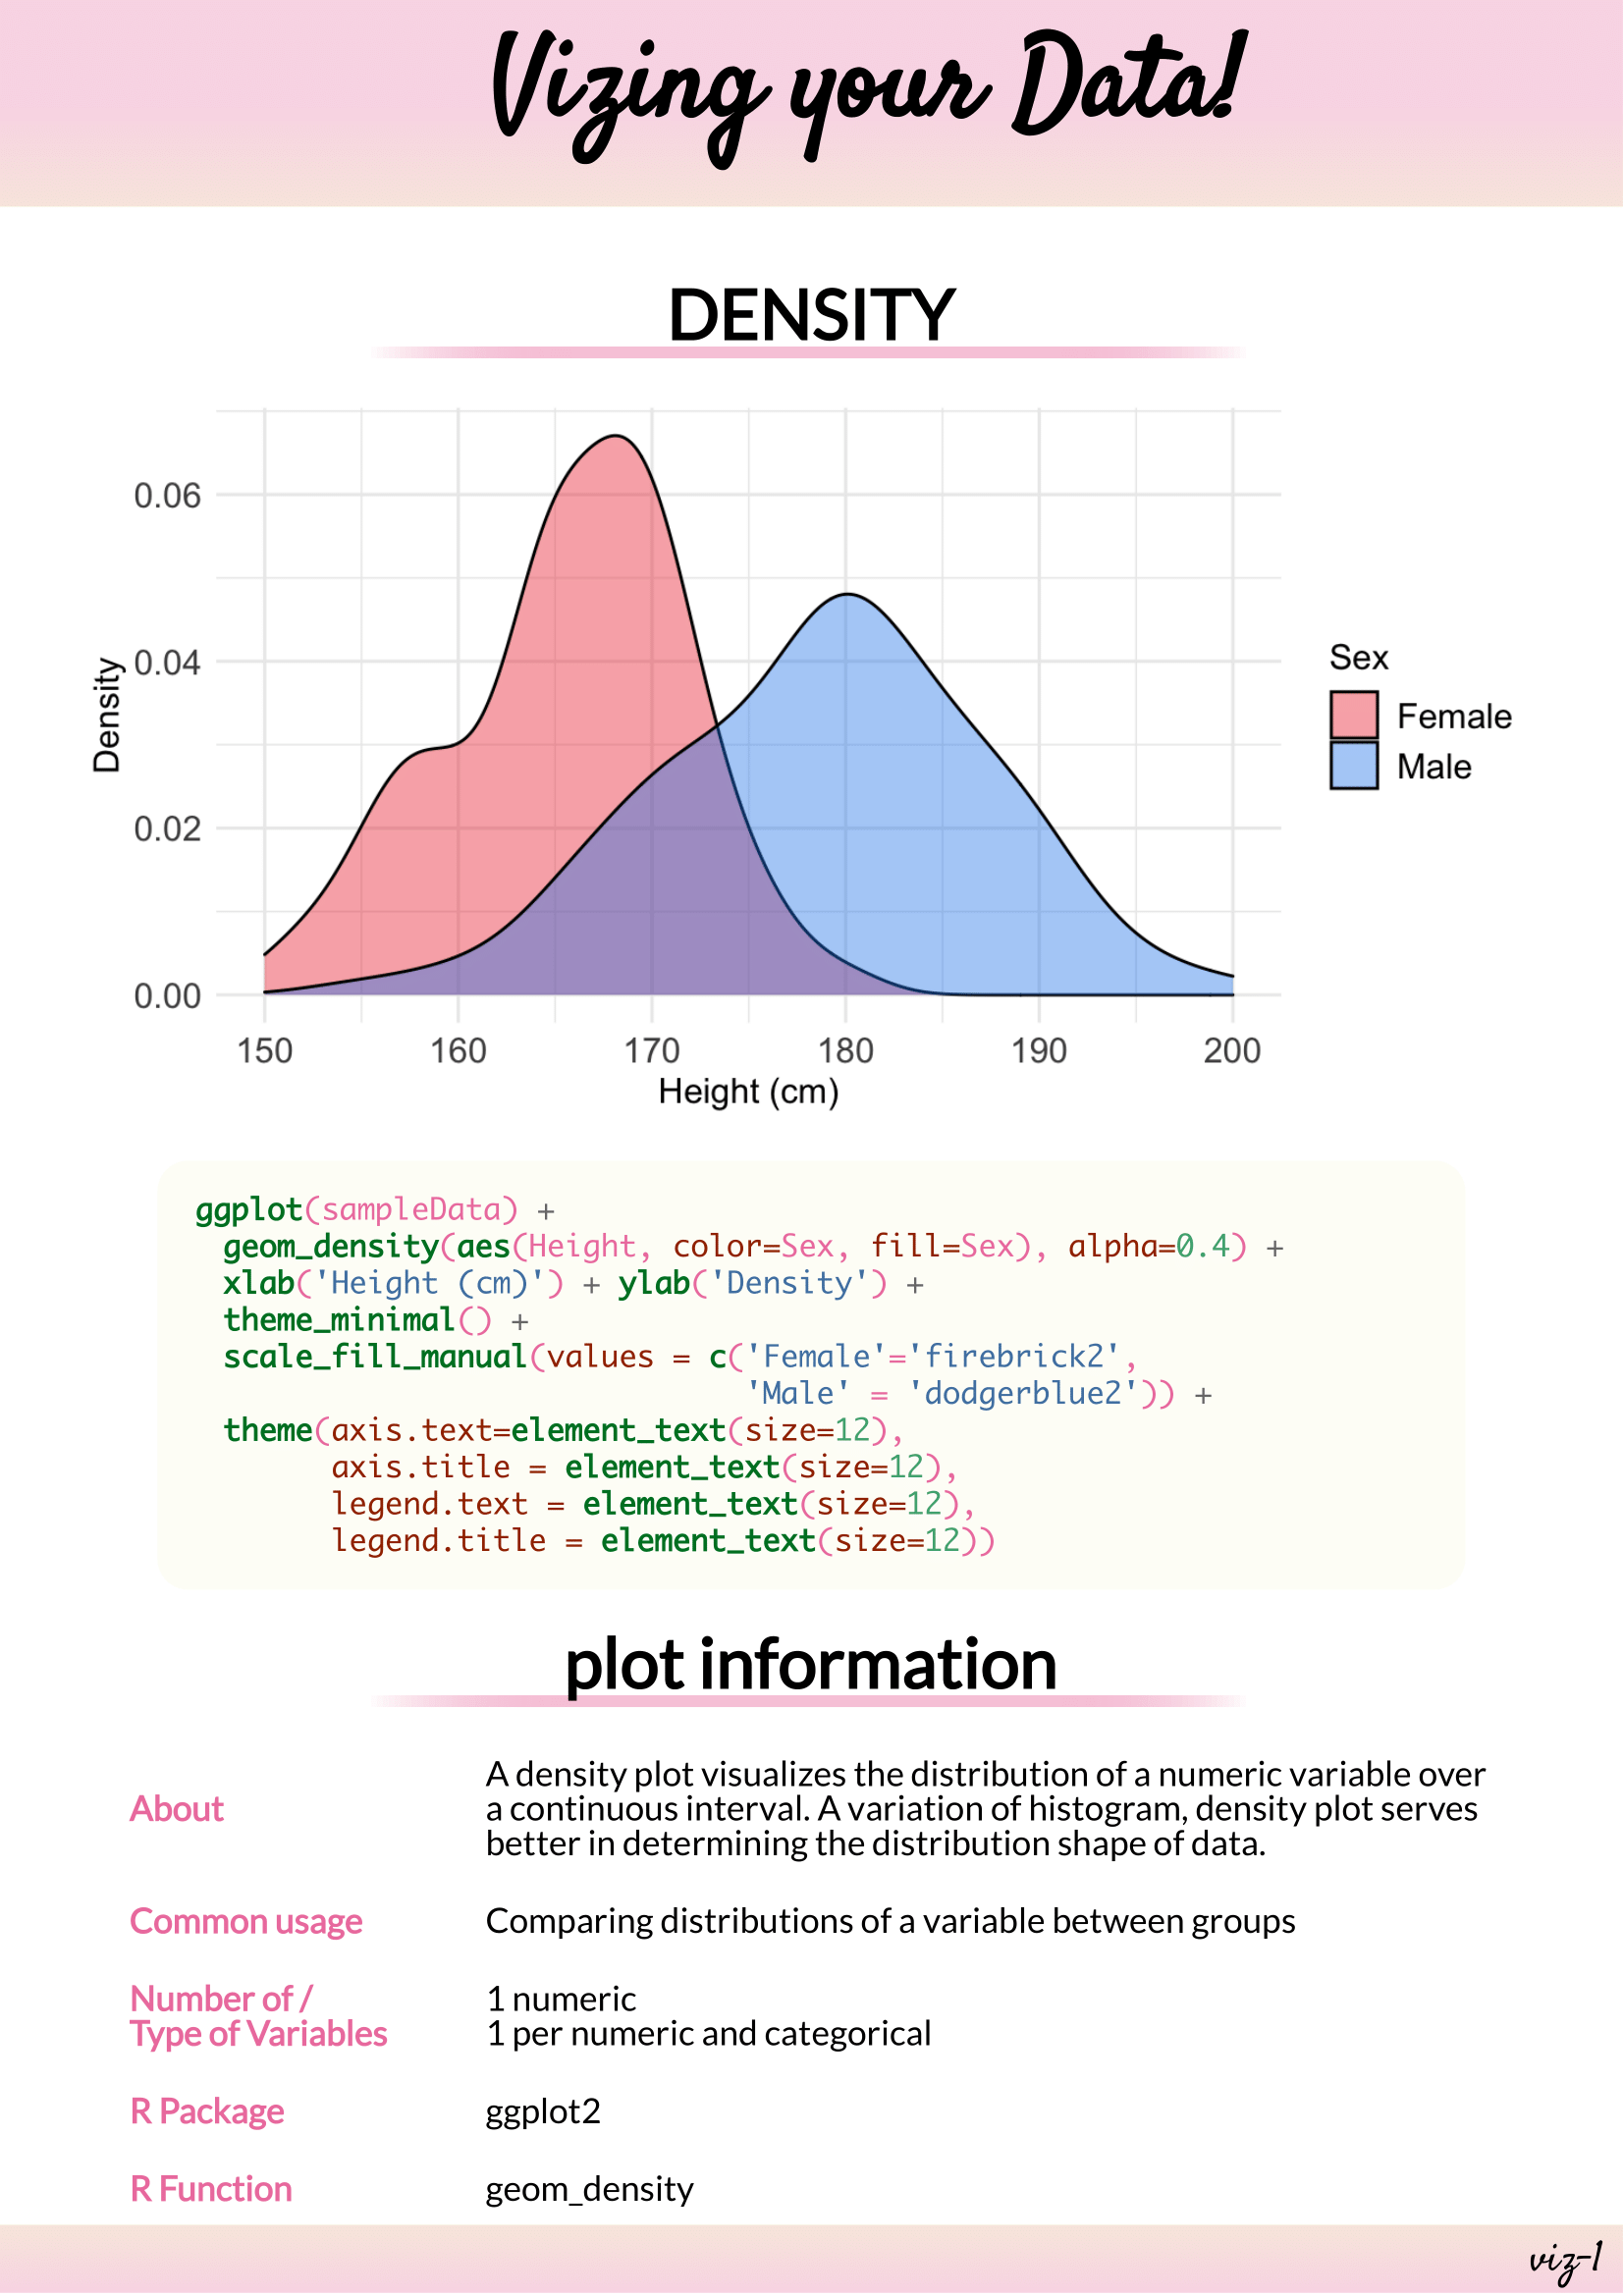 Vizing your Data!
DENSITY
0.06
0.04
0.02
0.00
Density
150 160 170 180 190 200
Height (cm)
Sex
Female
Male
ggplot(sampleData) +
geom_density(aes(Height, color=Sex, fill=Sex), alpha=0.4) +
xlab('Height (cm)') + ylab('Density') +
theme_minimal() +
scale_fill_manual(values = c('Female'='firebrick2',
'Male' = 'dodgerblue2')) +
theme(axis.text=element_text(size=12),
axis.title = element_text(size=12),
legend.text = element_text(size=12),
legend.title = element_text(size=12))
plot information
About
A density plot visualizes the distribution of a numeric variable over
a continuous interval. A variation of histogram, density plot serves
better in determining the distribution shape of data.
Common usage
Comparing distributions of a variable between groups
Number of /
Type of Variables
1 numeric
1 per numeric and categorical
R Package
ggplot2
R Function
geom_density
viz-1